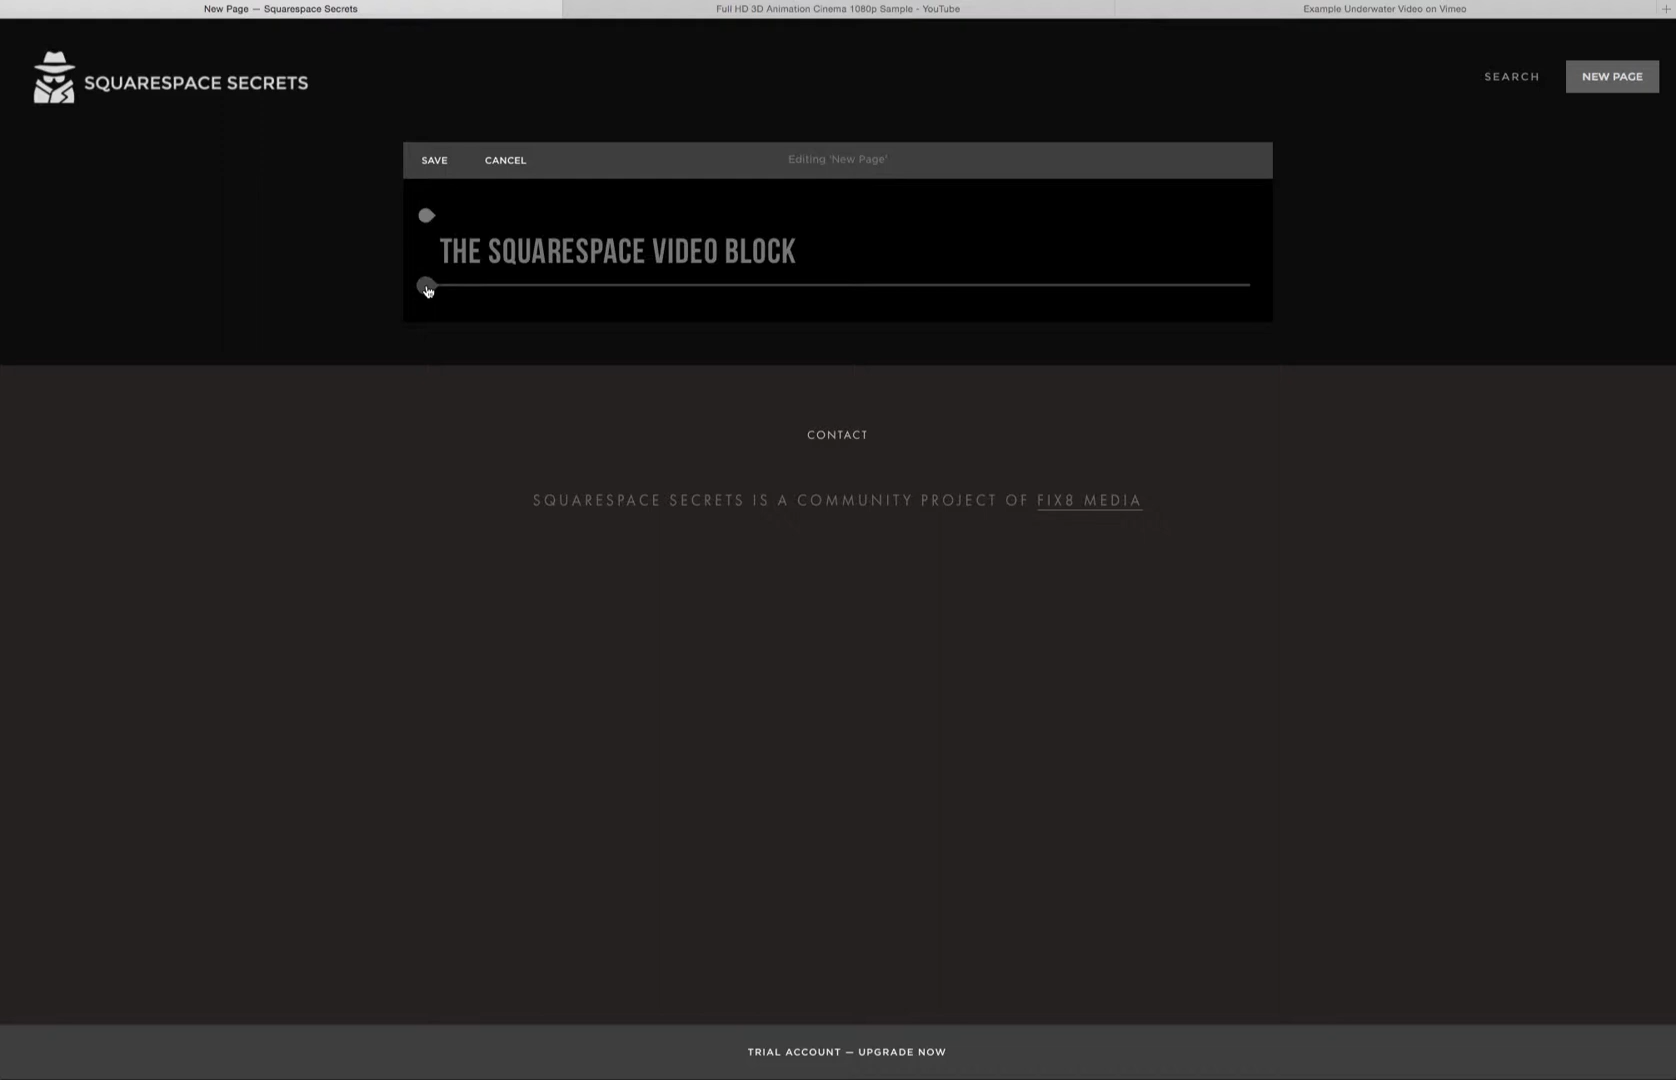 New Page — Squarespace Secrets
Full HD 3D Animation Cinema 1080p Sample - YouTube
Example Underwater Video on Vimeo
SQUARESPACE SECRETS
SEARCH
NEW PAGE
SAVE
CANCEL
Editing 'New Page'
THE SQUARESPACE VIDEO BLOCK
CONTACT
SQUARESPACE SECRETS IS A COMMUNITY PROJECT OF FIX8 MEDIA
TRIAL ACCOUNT — UPGRADE NOW